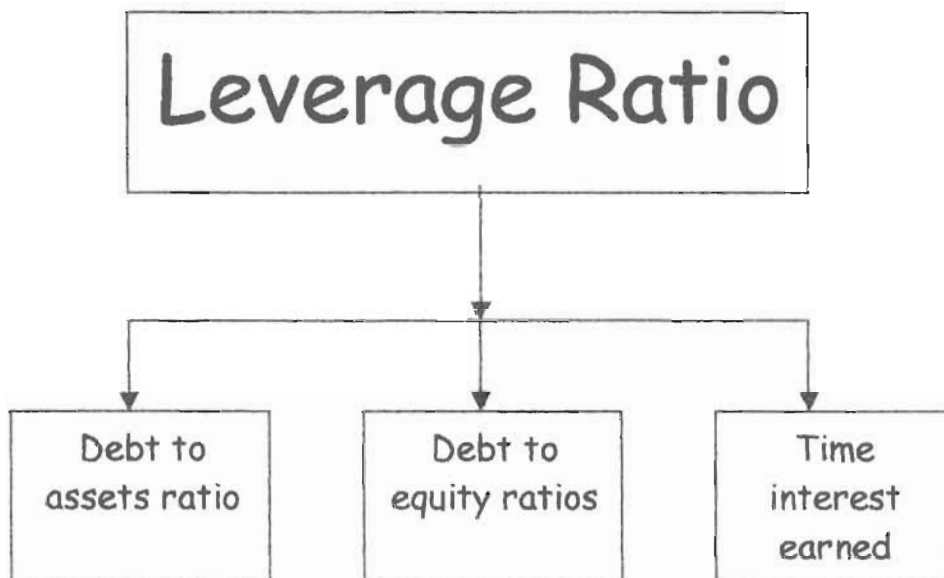 Leverage Ratio
Debt to
assets ratio
Debt to
equity ratios
Time
interest
earned